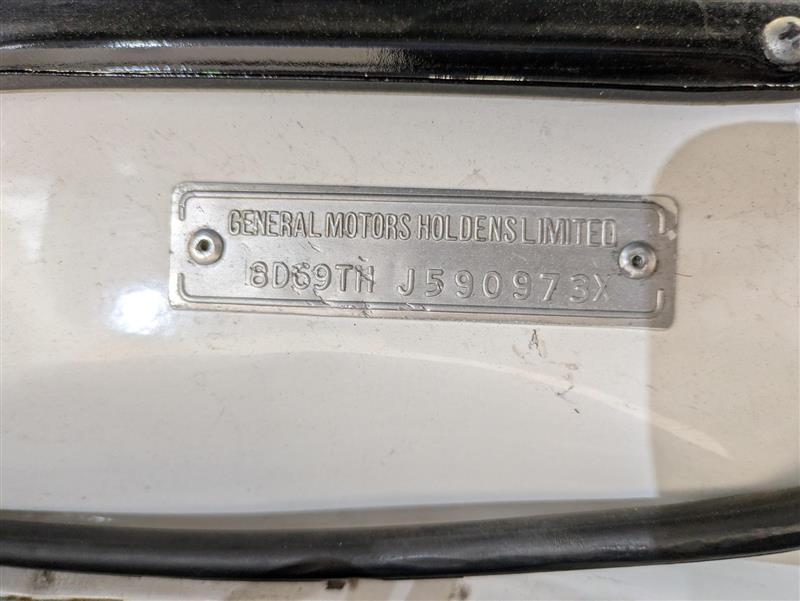 GENERAL MOTORS HOLDENS LIMITED
8D69TH J590973X